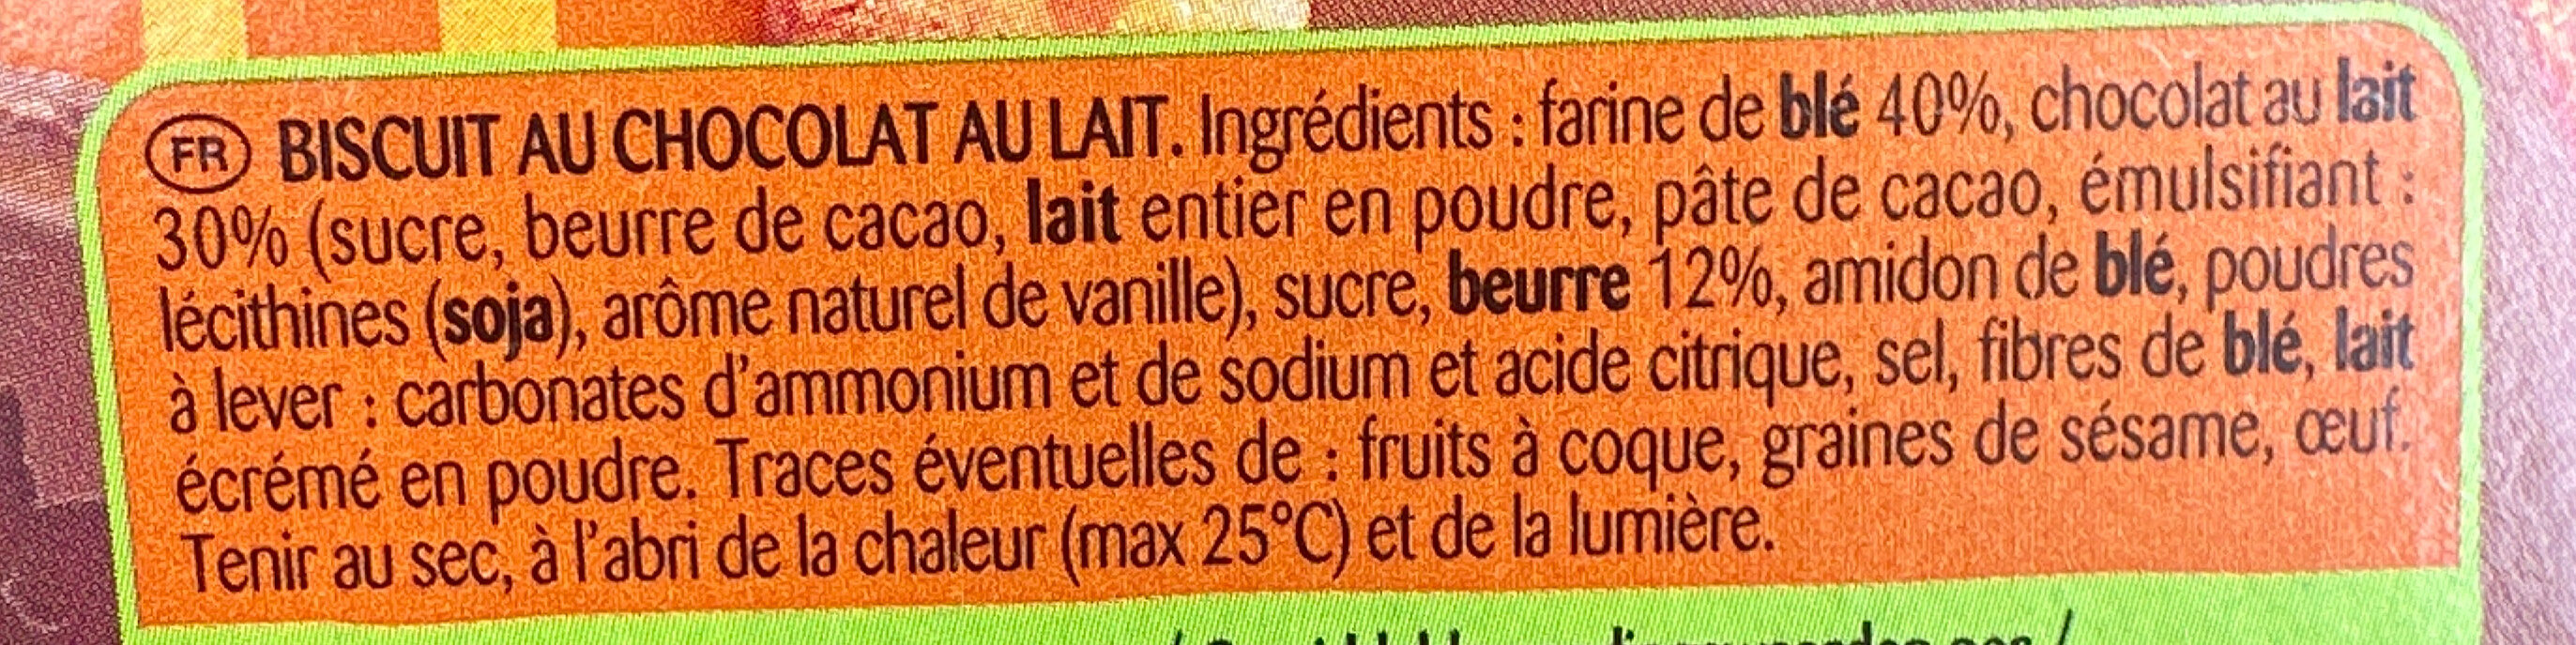 FR BISCUIT AU CHOCOLAT AU LAIT. Ingrédients : farine de blé 40%, chocolat au lait
30% (sucre, beurre de cacao, lait entier en poudre, pâte de cacao, émulsifiant :
lécithines (soja), arôme naturel de vanille), sucre, beurre 12%, amidon de blé, poudres
à lever : carbonates d'ammonium et de sodium et acide citrique, sel, fibres de blé, lait
écrémé en poudre. Traces éventuelles de : fruits à coque, graines de sésame, œuf.
Tenir au sec, à l'abri de la chaleur (max 25°C) et de la lumière.